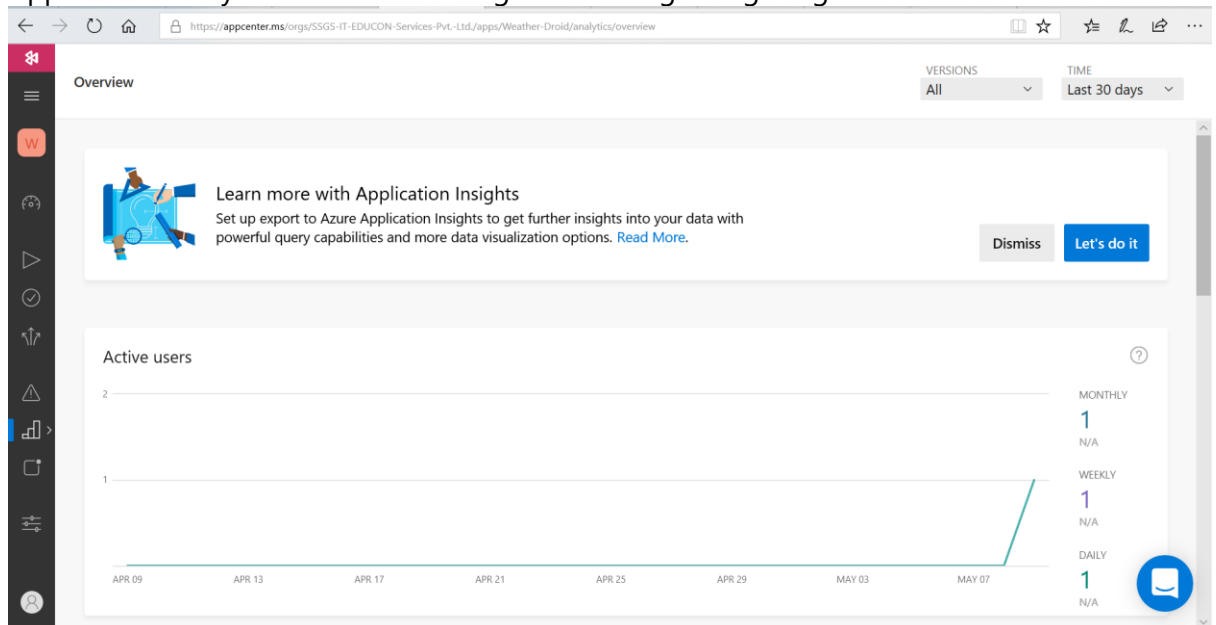 https://appcenter.ms/orgs/SSGS-IT-EDUCON-Services-Pvt.-Ltd./apps/Weather-Droid/analytics/overview
Overview
VERSIONS
All
TIME
Last 30 days
W
Learn more with Application Insights
Set up export to Azure Application Insights to get further insights into your data with
powerful query capabilities and more data visualization options. Read More.
Dismiss
Let's do it
Active users
2
1
APR 09 APR 13 APR 17 APR 21 APR 25 APR 29 MAY 03 MAY 07
MONTHLY
1
N/A
WEEKLY
1
N/A
DAILY
1
N/A